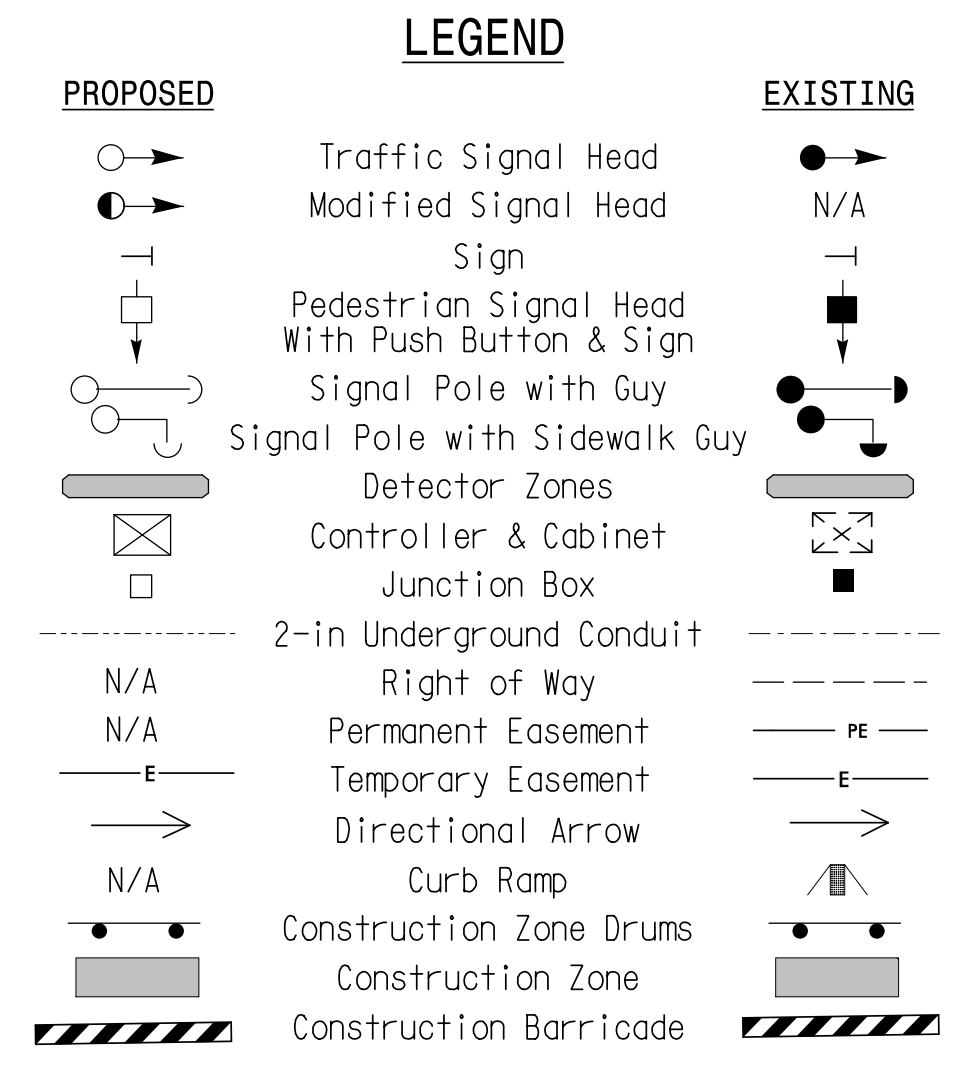 LEGEND
PROPOSED EXISTING
Traffic Signal Head
Modified Signal Head N/A
Sign
Pedestrian Signal Head
With Push Button & Sign
Signal Pole with Guy
Signal Pole with Sidewalk Guy
Detector Zones
Controller & Cabinet
Junction Box
2-in Underground Conduit
N/A Right of Way
N/A Permanent Easement PE
E Temporary Easement E
Directional Arrow
N/A Curb Ramp
Construction Zone Drums
Construction Zone
Construction Barricade